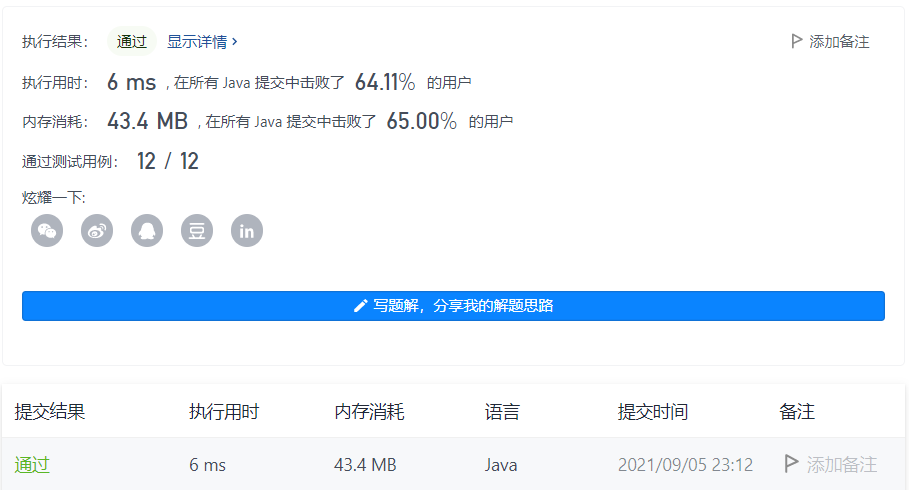 执行结果： 通过 显示详情 › 添加备注
执行用时： 6 ms , 在所有 Java 提交中击败了 64.11% 的用户
内存消耗： 43.4 MB , 在所有 Java 提交中击败了 65.00% 的用户
通过测试用例： 12 / 12
炫耀一下:
豆 in
写题解，分享我的解题思路
提交结果 执行用时 内存消耗 语言 提交时间 备注
通过 6 ms 43.4 MB Java 2021/09/05 23:12 添加备注